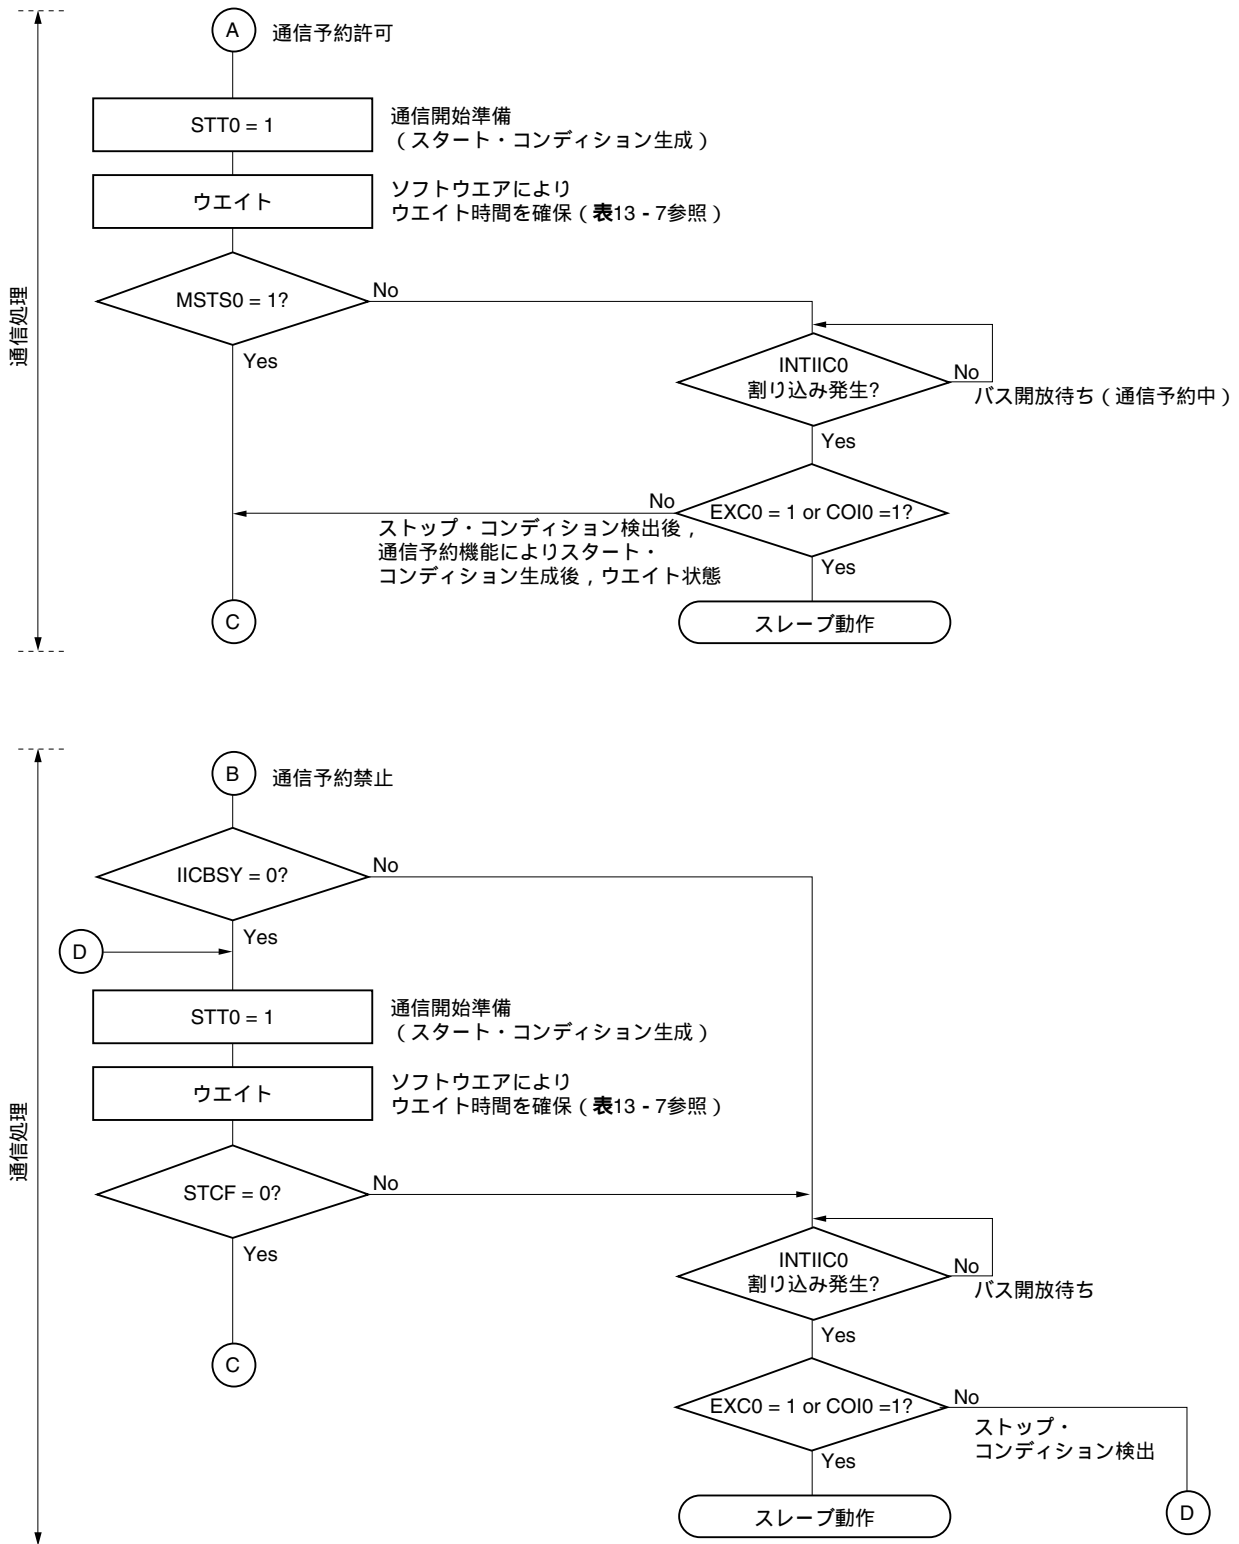 A 通信予約許可
STT0 = 1
通信開始準備
（スタート・コンディション生成）
ウエイト
ソフトウエアにより
ウエイト時間を確保（表13 - 7参照）
MSTS0 = 1?
No
Yes
通信処理
INTIIC0
割り込み発生?
No
バス開放待ち（通信予約中）
Yes
EXC0 = 1 or COI0 =1?
No
ストップ・コンディション検出後，
通信予約機能によりスタート・
コンディション生成後，ウエイト状態
Yes
C
スレーブ動作
B 通信予約禁止
IICBSY = 0?
No
Yes
D
STT0 = 1
通信開始準備
（スタート・コンディション生成）
ウエイト
ソフトウエアにより
ウエイト時間を確保（表13 - 7参照）
通信処理
STCF = 0?
No
Yes
INTIIC0
割り込み発生?
No
バス開放待ち
Yes
C
EXC0 = 1 or COI0 =1?
No
ストップ・
コンディション検出
Yes
スレーブ動作
D